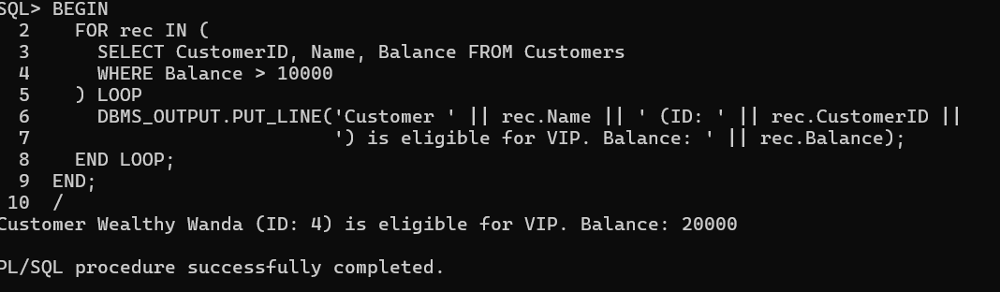 SQL> BEGIN
  2    FOR rec IN (
  3      SELECT CustomerID, Name, Balance FROM Customers
  4      WHERE Balance > 10000
  5    ) LOOP
  6      DBMS_OUTPUT.PUT_LINE('Customer ' || rec.Name || ' (ID: ' || rec.CustomerID ||
  7                           ') is eligible for VIP. Balance: ' || rec.Balance);
  8    END LOOP;
  9  END;
 10  /
Customer Wealthy Wanda (ID: 4) is eligible for VIP. Balance: 20000
PL/SQL procedure successfully completed.